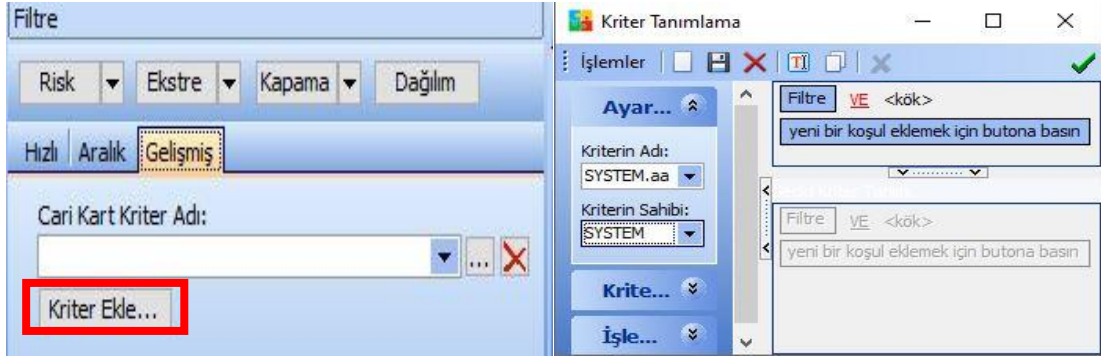 Filtre
Risk Ekstre Kapama Dağılım
Hızlı Aralık Gelişmiş
Cari Kart Kriter Adı:
...
Kriter Ekle...
Kriter Tanımlama
İşlemler
Ayar...
Kriterin Adı:
SYSTEM.aa
Kriterin Sahibi:
SYSTEM
Krite...
İşle...
Filtre VE <kök>
yeni bir koşul eklemek için butona basın
Filtre VE <kök>
yeni bir koşul eklemek için butona basın